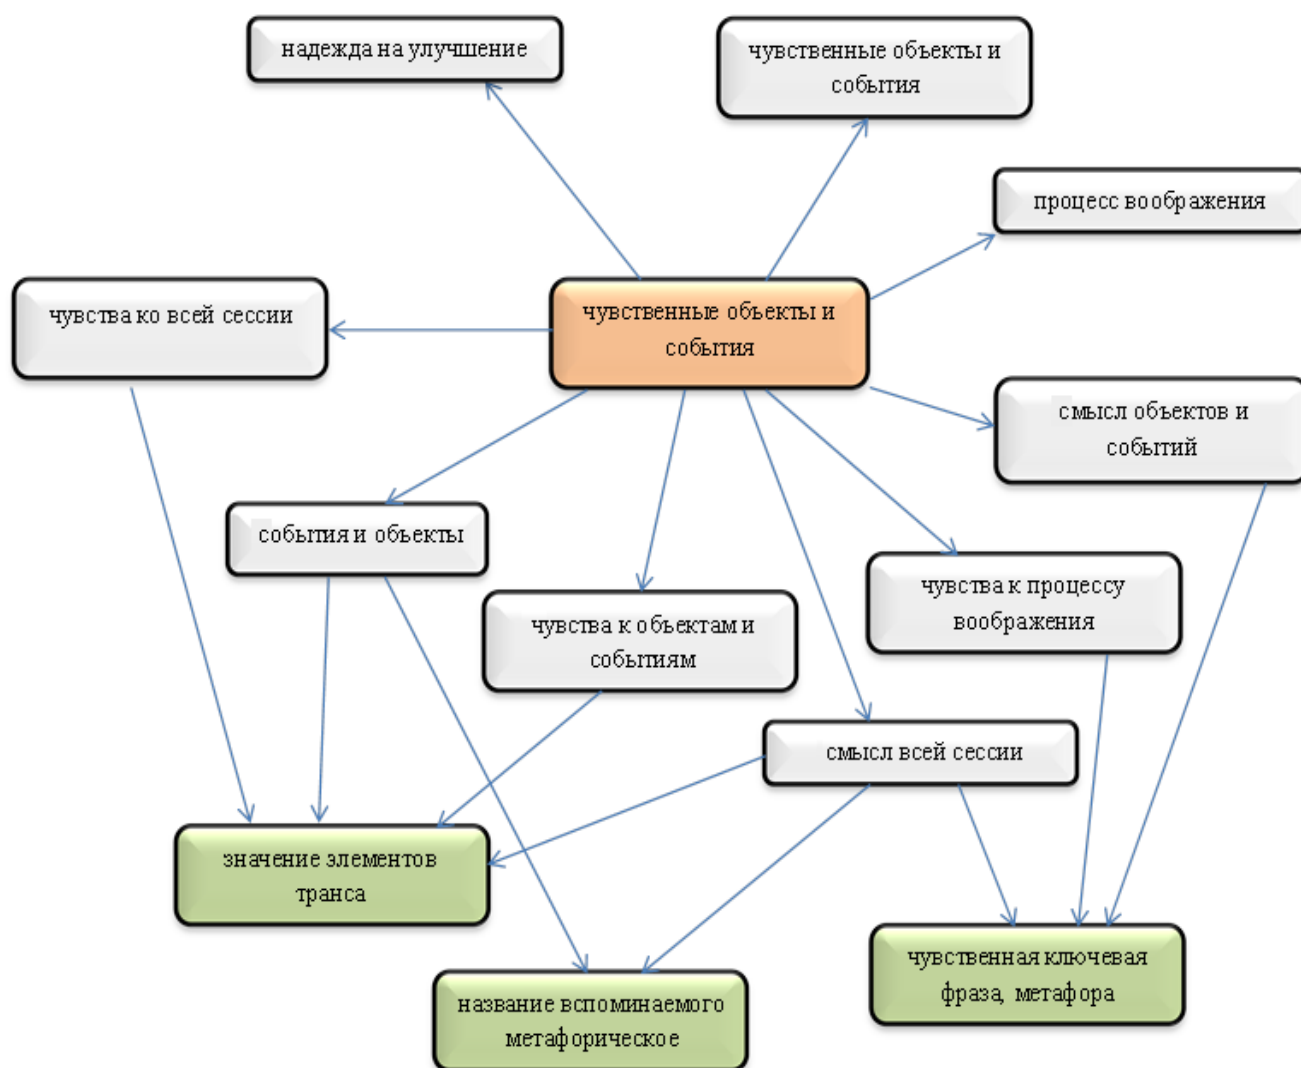 надежда на улучшение
чувственные объекты и
события
процесс воображения
чувства ко всей сессии
чувственные объекты и
события
смысл объектов и
событий
события и объекты
чувства к процессу
воображения
чувства к объектам и
событиям
смысл всей сессии
значение элементов
транса
чувственная ключевая
фраза, метафора
название вспоминаемого
метафорическое